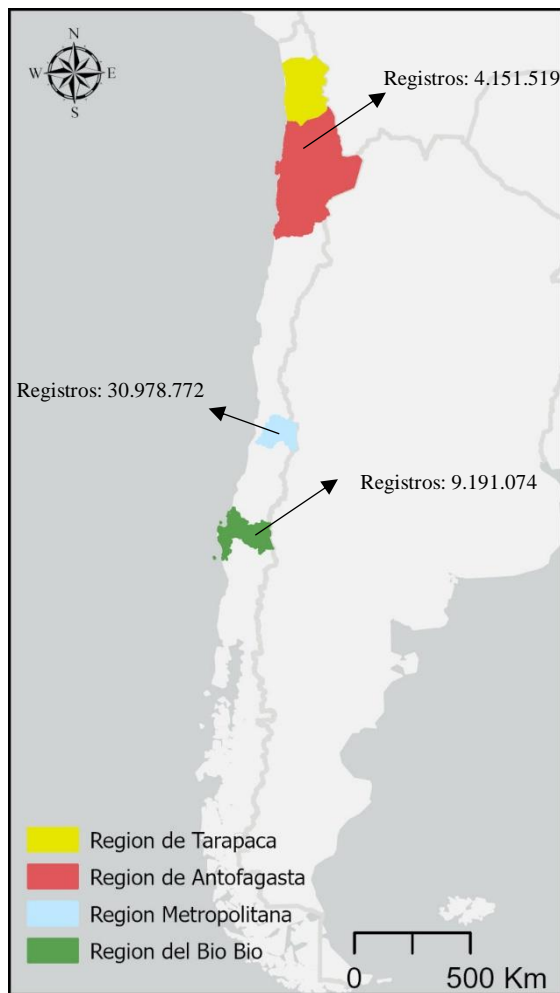 N
W E
S
Registros: 4.151.519
Registros: 30.978.772
Registros: 9.191.074
Region de Tarapaca
Region de Antofagasta
Region Metropolitana
Region del Bio Bio
0 500 Km